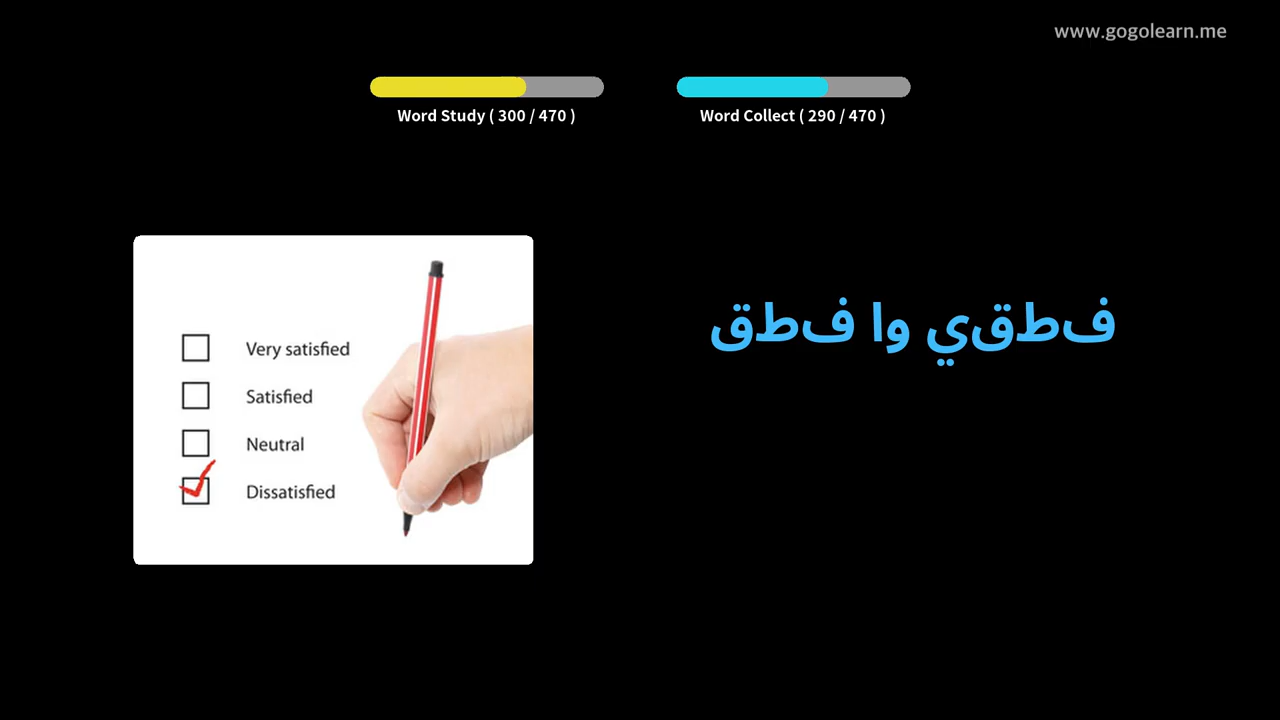 www.gogolearn.me
Word Study ( 300 / 470 )
Word Collect ( 290 / 470 )
فطقي وا فطق
Very satisfied
Satisfied
Neutral
Dissatisfied